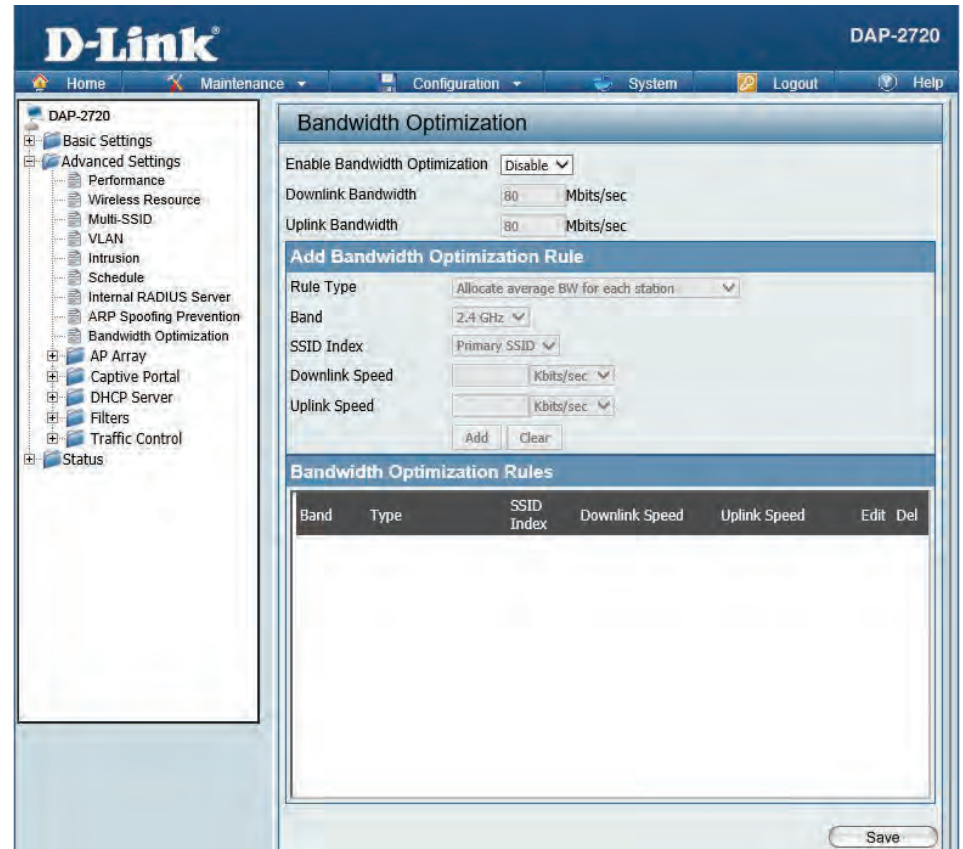 D-Link®
DAP-2720
Home Maintenance Configuration System Logout Help
DAP-2720
Basic Settings
Advanced Settings
Performance
Wireless Resource
Multi-SSID
VLAN
Intrusion
Schedule
Internal RADIUS Server
ARP Spoofing Prevention
Bandwidth Optimization
AP Array
Captive Portal
DHCP Server
Filters
Traffic Control
Status
Bandwidth Optimization
Enable Bandwidth Optimization Disable
Downlink Bandwidth 80 Mbits/sec
Uplink Bandwidth 80 Mbits/sec
Add Bandwidth Optimization Rule
Rule Type Allocate average BW for each station
Band 2.4 GHz
SSID Index Primary SSID
Downlink Speed Kbits/sec
Uplink Speed Kbits/sec
Add Clear
Bandwidth Optimization Rules
Band Type SSID Index Downlink Speed Uplink Speed Edit Del
Save